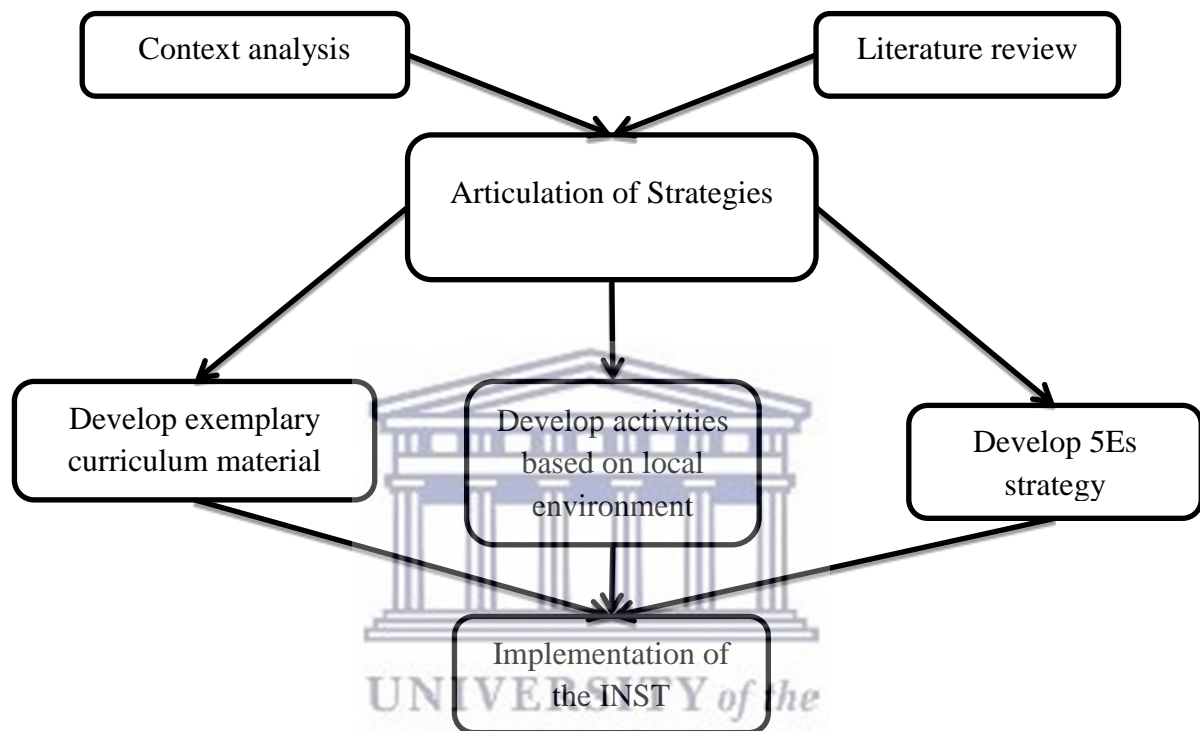 Context analysis
Literature review
Articulation of Strategies
Develop exemplary
curriculum material
Develop activities
based on local
environment
Develop 5Es
strategy
Implementation of
the INST
UNIVERSITY of the